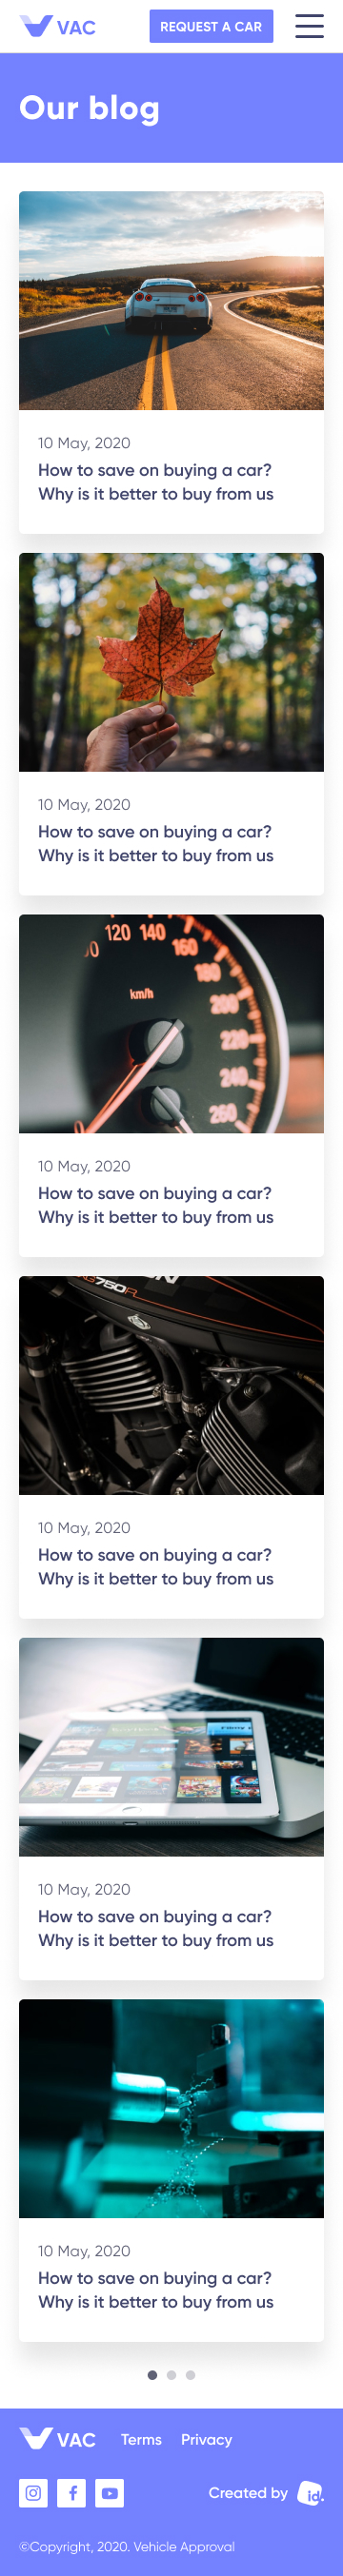 VAC
REQUEST A CAR
Our blog
10 May, 2020
How to save on buying a car?
Why is it better to buy from us
10 May, 2020
How to save on buying a car?
Why is it better to buy from us
120 140 160
180
km/h
200
220
240
260
10 May, 2020
How to save on buying a car?
Why is it better to buy from us
750R
10 May, 2020
How to save on buying a car?
Why is it better to buy from us
10 May, 2020
How to save on buying a car?
Why is it better to buy from us
10 May, 2020
How to save on buying a car?
Why is it better to buy from us
VAC Terms Privacy
Created by id.
©Copyright, 2020. Vehicle Approval